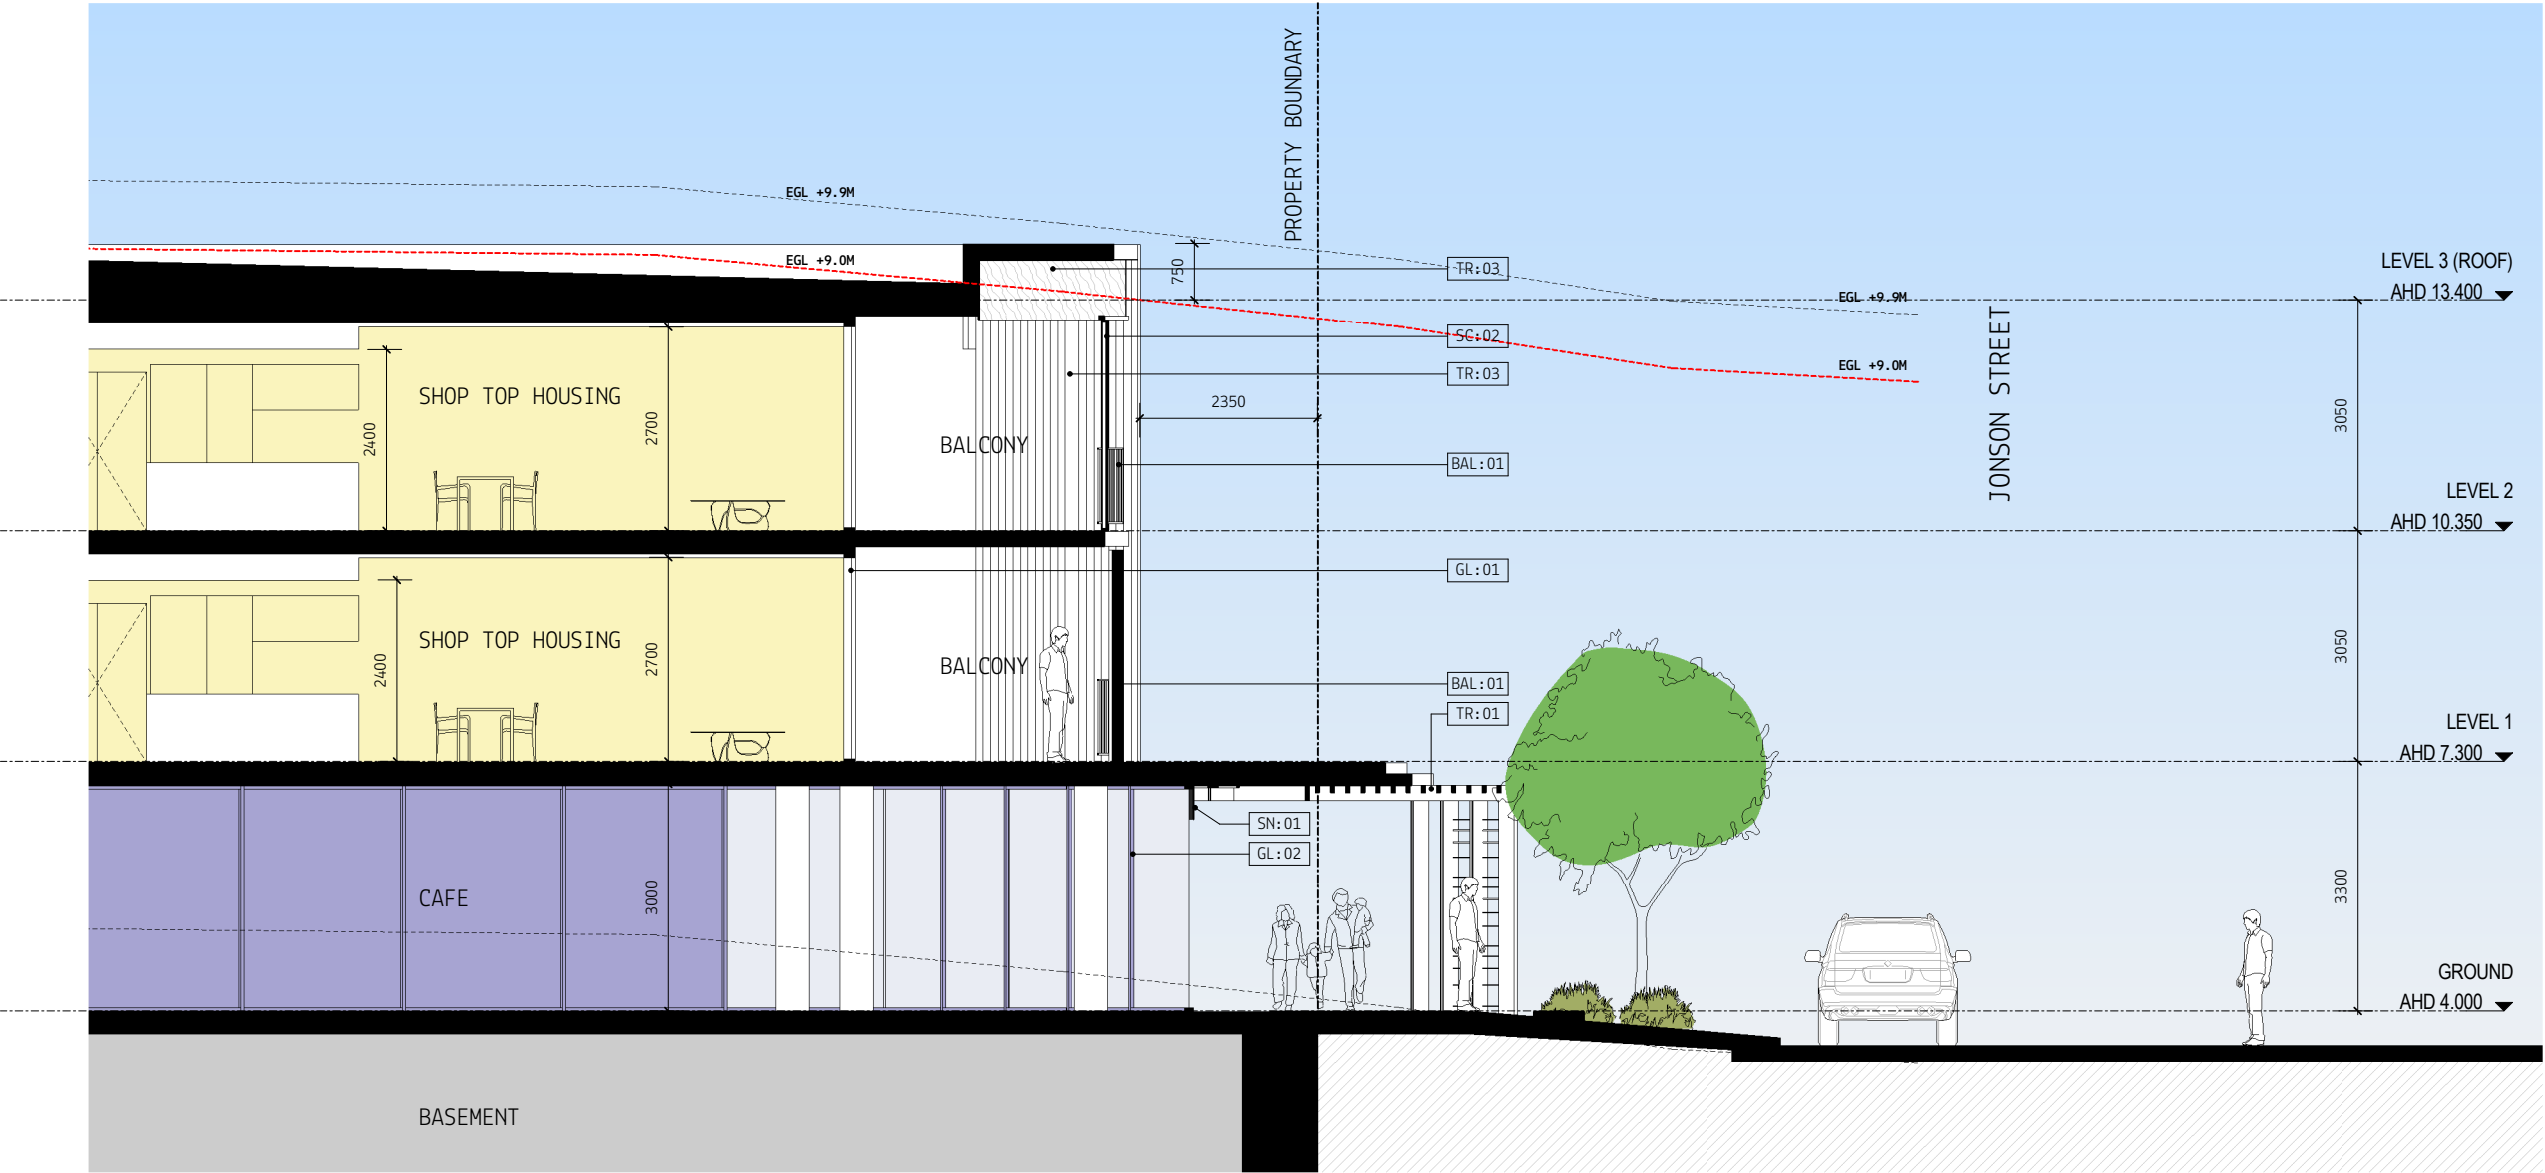 PROPERTY BOUNDARY
EGL +9.9M
EGL +9.0M
750
TR:03
LEVEL 3 (ROOF)
AHD 13.400
EGL +9.9M
SC:02
EGL +9.0M
TR:03
JONSON STREET
SHOP TOP HOUSING
2400
2700
BALCONY
2350
3050
BAL:01
LEVEL 2
AHD 10.350
GL:01
SHOP TOP HOUSING
2400
2700
BALCONY
3050
BAL:01
TR:01
LEVEL 1
AHD 7.300
SN:01
GL:02
CAFE
3000
3300
GROUND
AHD 4.000
BASEMENT